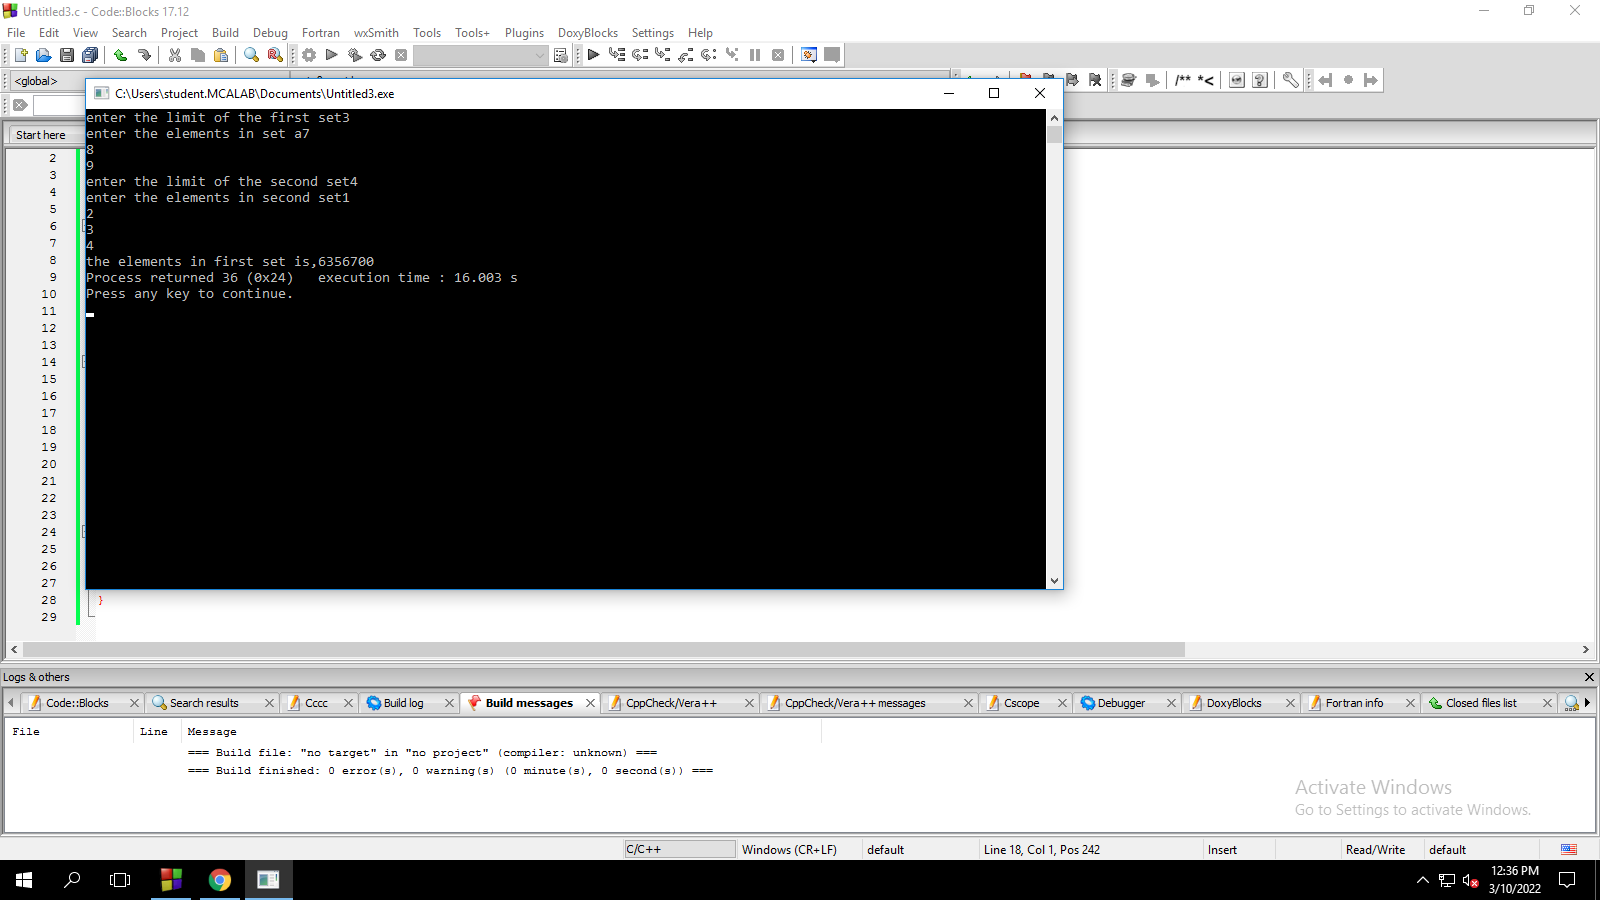 Untitled3.c - Code::Blocks 17.12
File Edit View Search Project Build Debug Fortran wxSmith Tools Tools+ Plugins DoxyBlocks Settings Help
<global>
/** *<
C:\Users\student.MCALAB\Documents\Untitled3.exe
Start here
enter the limit of the first set3
enter the elements in set a7
8
9
enter the limit of the second set4
enter the elements in second set1
2
3
4
the elements in first set is,6356700
Process returned 36 (0x24)   execution time : 16.003 s
Press any key to continue.
2
3
4
5
6
7
8
9
10
11
12
13
14
15
16
17
18
19
20
21
22
23
24
25
26
27
28 }
29
Logs & others
Code::Blocks Search results Cccc Build log Build messages CppCheck/Vera++ CppCheck/Vera++ messages Cscope Debugger DoxyBlocks Fortran info Closed files list
File Line Message
=== Build file: "no target" in "no project" (compiler: unknown) ===
=== Build finished: 0 error(s), 0 warning(s) (0 minute(s), 0 second(s)) ===
Activate Windows
Go to Settings to activate Windows.
C/C++ Windows (CR+LF) default Line 18, Col 1, Pos 242 Insert Read/Write default
12:36 PM
3/10/2022